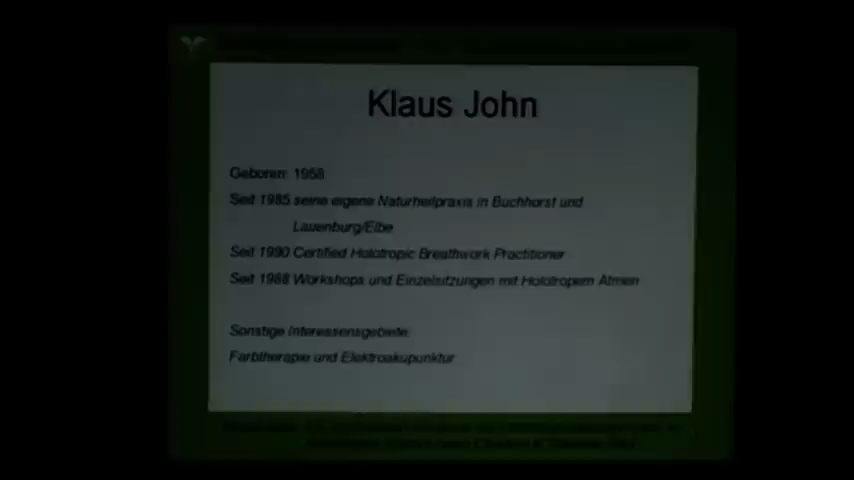 Klaus John
Geboren: 1958
Seit 1985 seine eigene Naturheilpraxis in Buchhorst und
Lauenburg/Elbe
Seit 1990 Certified Holotropic Breathwork Practitioner
Seit 1988 Workshops und Einzelsitzungen mit Holotropem Atmen
Sonstige Interessensgebiete:
Farbtherapie und Elektroakupunktur